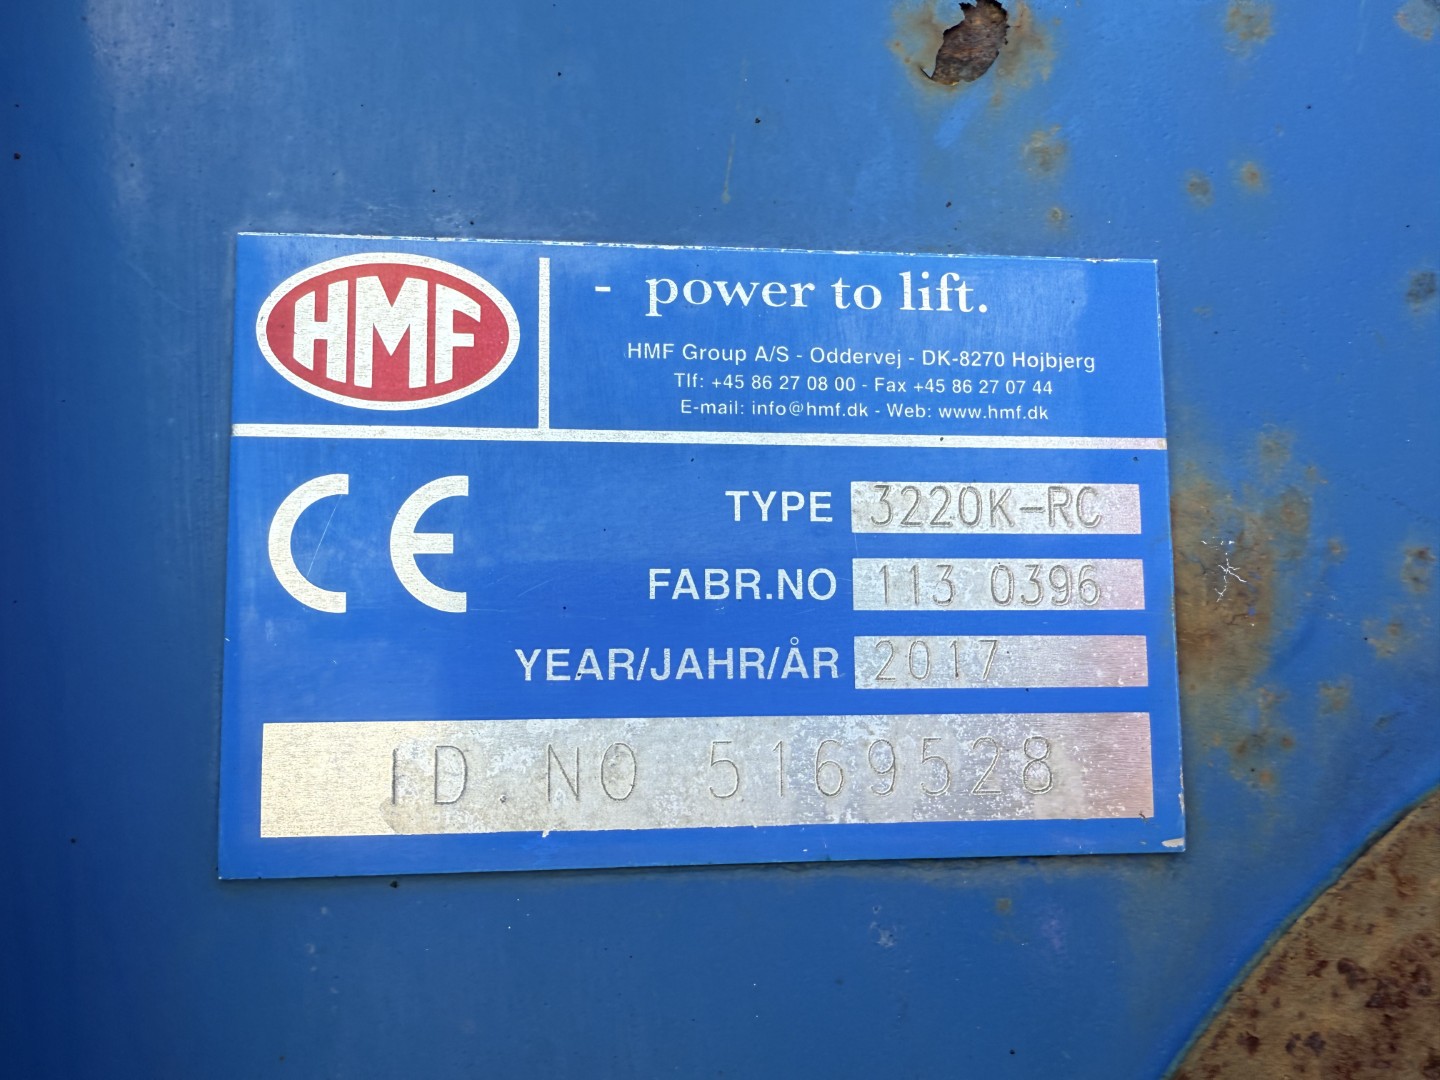 HMF
- power to lift.
HMF Group A/S - Oddervej - DK-8270 Hojbjerg
Tlf: +45 86 27 08 00 - Fax +45 86 27 07 44
E-mail: info@hmf.dk - Web: www.hmf.dk
CE
TYPE 3220K-RC
FABR.NO 113 0396
YEAR/JAHR/ÅR 2017
ID.NO 5169528